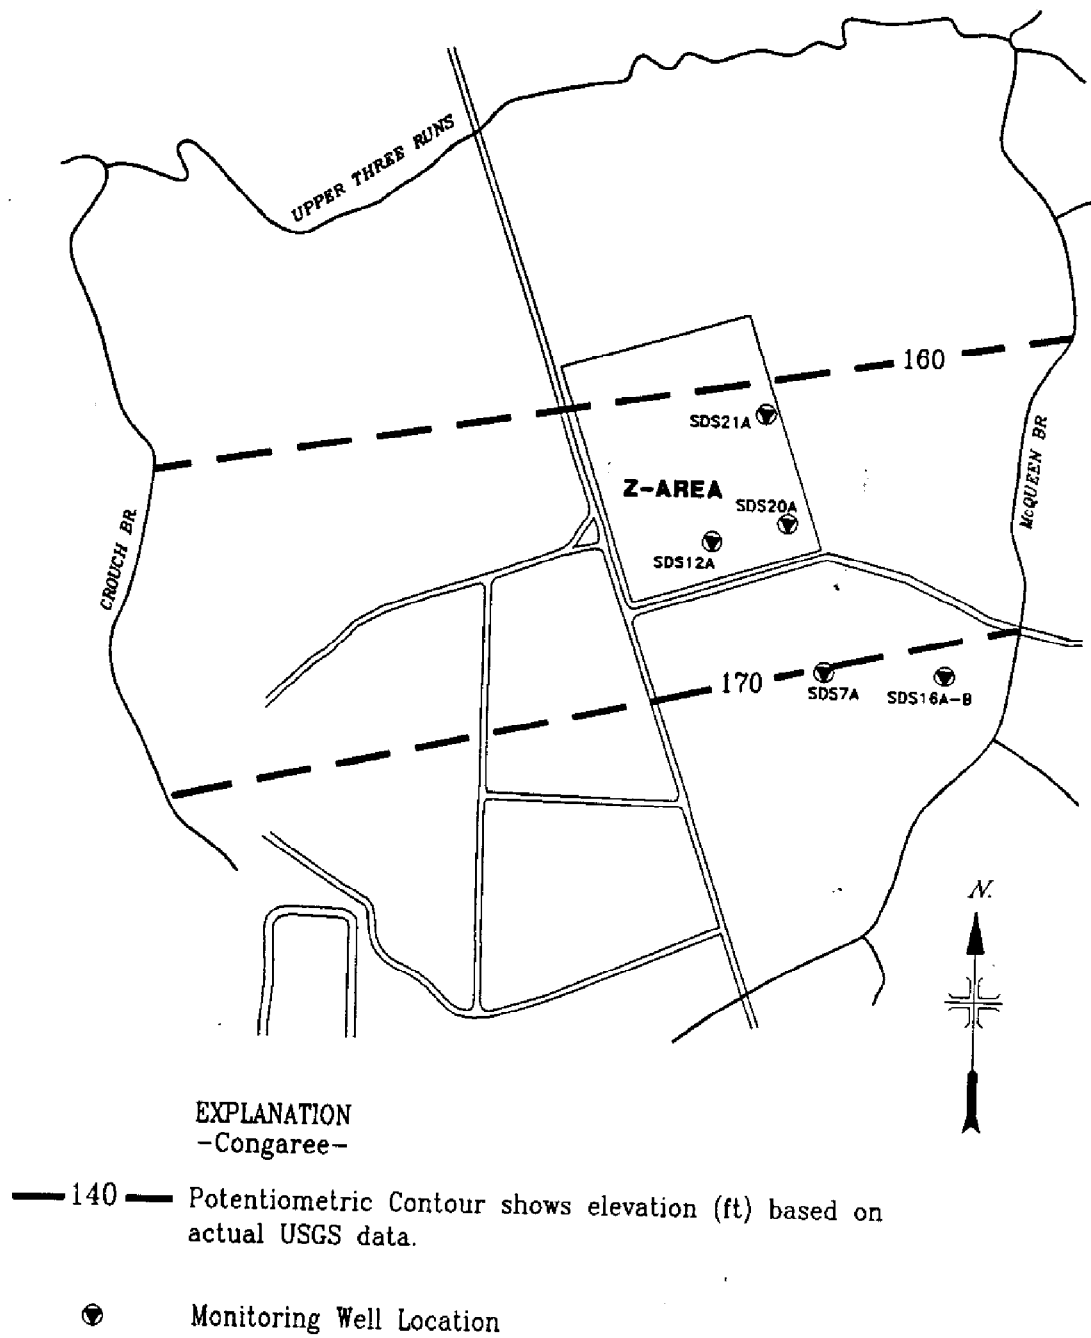 UPPER THREE RUNS
160
SDS21A
McQUEEN BR
Z-AREA
SDS20A
SDS12A
CROUCH BR.
170
SDS7A
SDS16A-B
N.
EXPLANATION
-Congaree-
140 Potentiometric Contour shows elevation (ft) based on
actual USGS data.
Monitoring Well Location